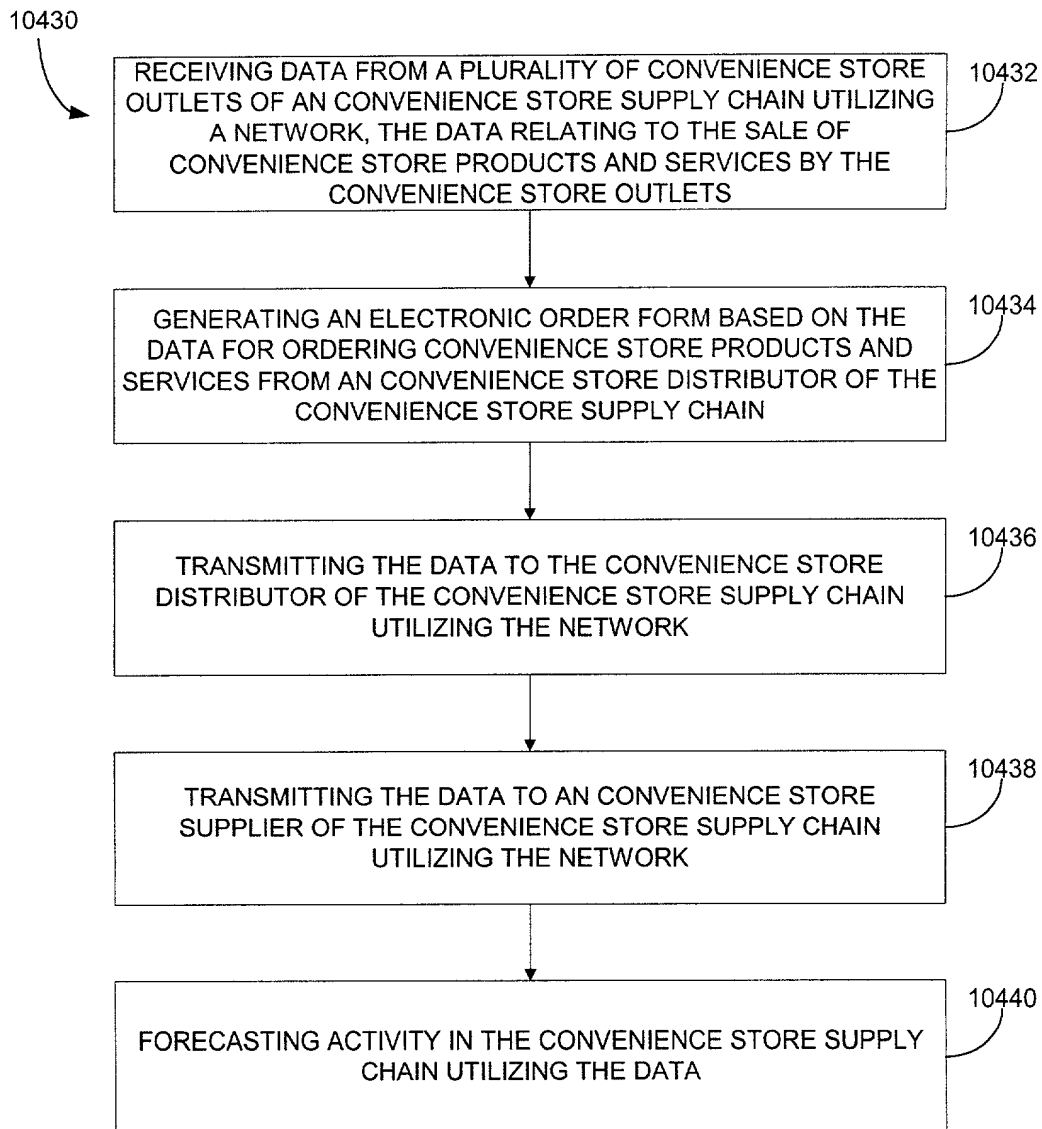 10430
RECEIVING DATA FROM A PLURALITY OF CONVENIENCE STORE
OUTLETS OF AN CONVENIENCE STORE SUPPLY CHAIN UTILIZING
A NETWORK, THE DATA RELATING TO THE SALE OF
CONVENIENCE STORE PRODUCTS AND SERVICES BY THE
CONVENIENCE STORE OUTLETS
10432
GENERATING AN ELECTRONIC ORDER FORM BASED ON THE
DATA FOR ORDERING CONVENIENCE STORE PRODUCTS AND
SERVICES FROM AN CONVENIENCE STORE DISTRIBUTOR OF THE
CONVENIENCE STORE SUPPLY CHAIN
10434
TRANSMITTING THE DATA TO THE CONVENIENCE STORE
DISTRIBUTOR OF THE CONVENIENCE STORE SUPPLY CHAIN
UTILIZING THE NETWORK
10436
TRANSMITTING THE DATA TO AN CONVENIENCE STORE
SUPPLIER OF THE CONVENIENCE STORE SUPPLY CHAIN
UTILIZING THE NETWORK
10438
FORECASTING ACTIVITY IN THE CONVENIENCE STORE SUPPLY
CHAIN UTILIZING THE DATA
10440